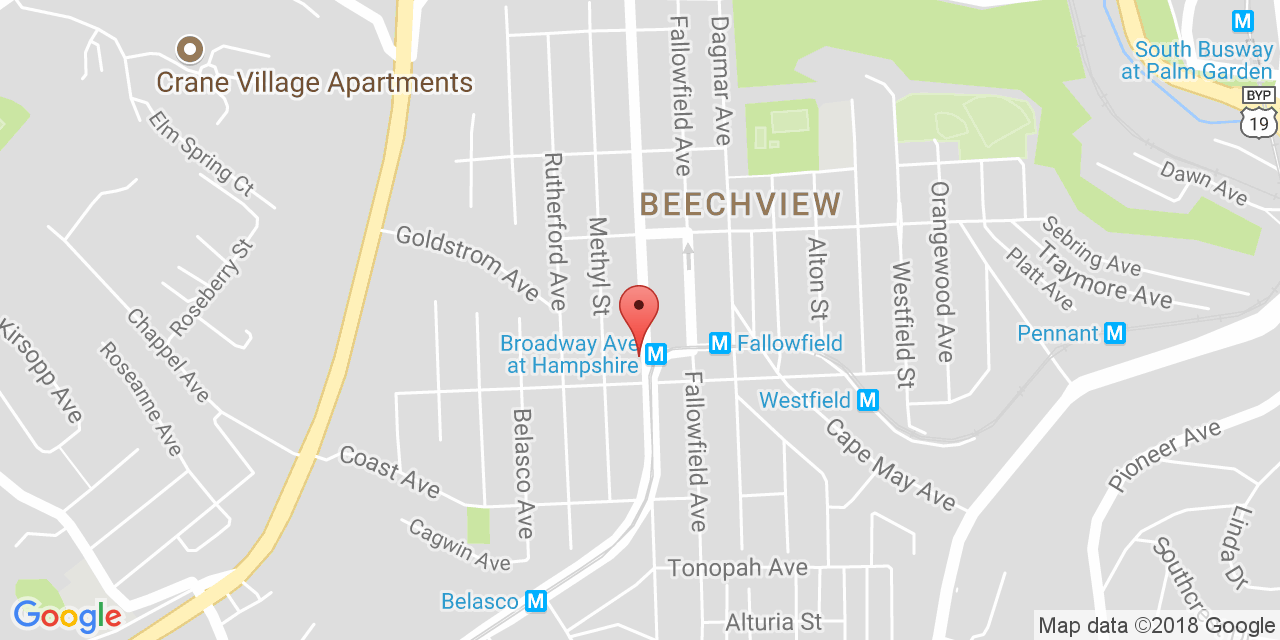 Fallowfield Ave
Dagmar Ave
M
South Busway
at Palm Garden
BYP
19
Crane Village Apartments
Elm Spring Ct
Dawn Ave
Rutherford Ave
BEECHVIEW
Orangewood Ave
Methyl St
Goldstrom Ave
Alton St
Sebring Ave
Traymore Ave
Platt Ave
Roseberry St
Westfield St
Chappel Ave
Kirsopp Ave
Roseanne Ave
Broadway Ave
at Hampshire
M
M Fallowfield
Pennant M
Westfield M
Fallowfield Ave
Belasco Ave
Cape May Ave
Coast Ave
Pioneer Ave
Cagwin Ave
Linda Dr
Tonopah Ave
Belasco M
Alturia St
Google
Map data ©2018 Google